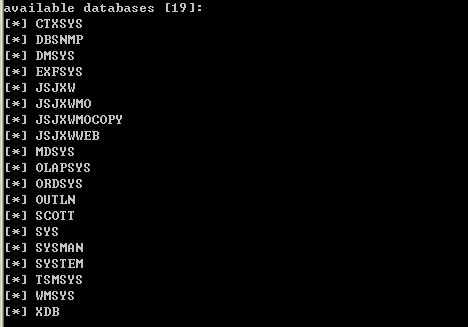 available databases [19]:
[*] CTXSYS
[*] DBSNMP
[*] DMSYS
[*] EXFSYS
[*] JSJXW
[*] JSJXWMO
[*] JSJXWMOCOPY
[*] JSJXWWEB
[*] MDSYS
[*] OLAPSYS
[*] ORDSYS
[*] OUTLN
[*] SCOTT
[*] SYS
[*] SYSMAN
[*] SYSTEM
[*] TSMSYS
[*] WMSYS
[*] XDB